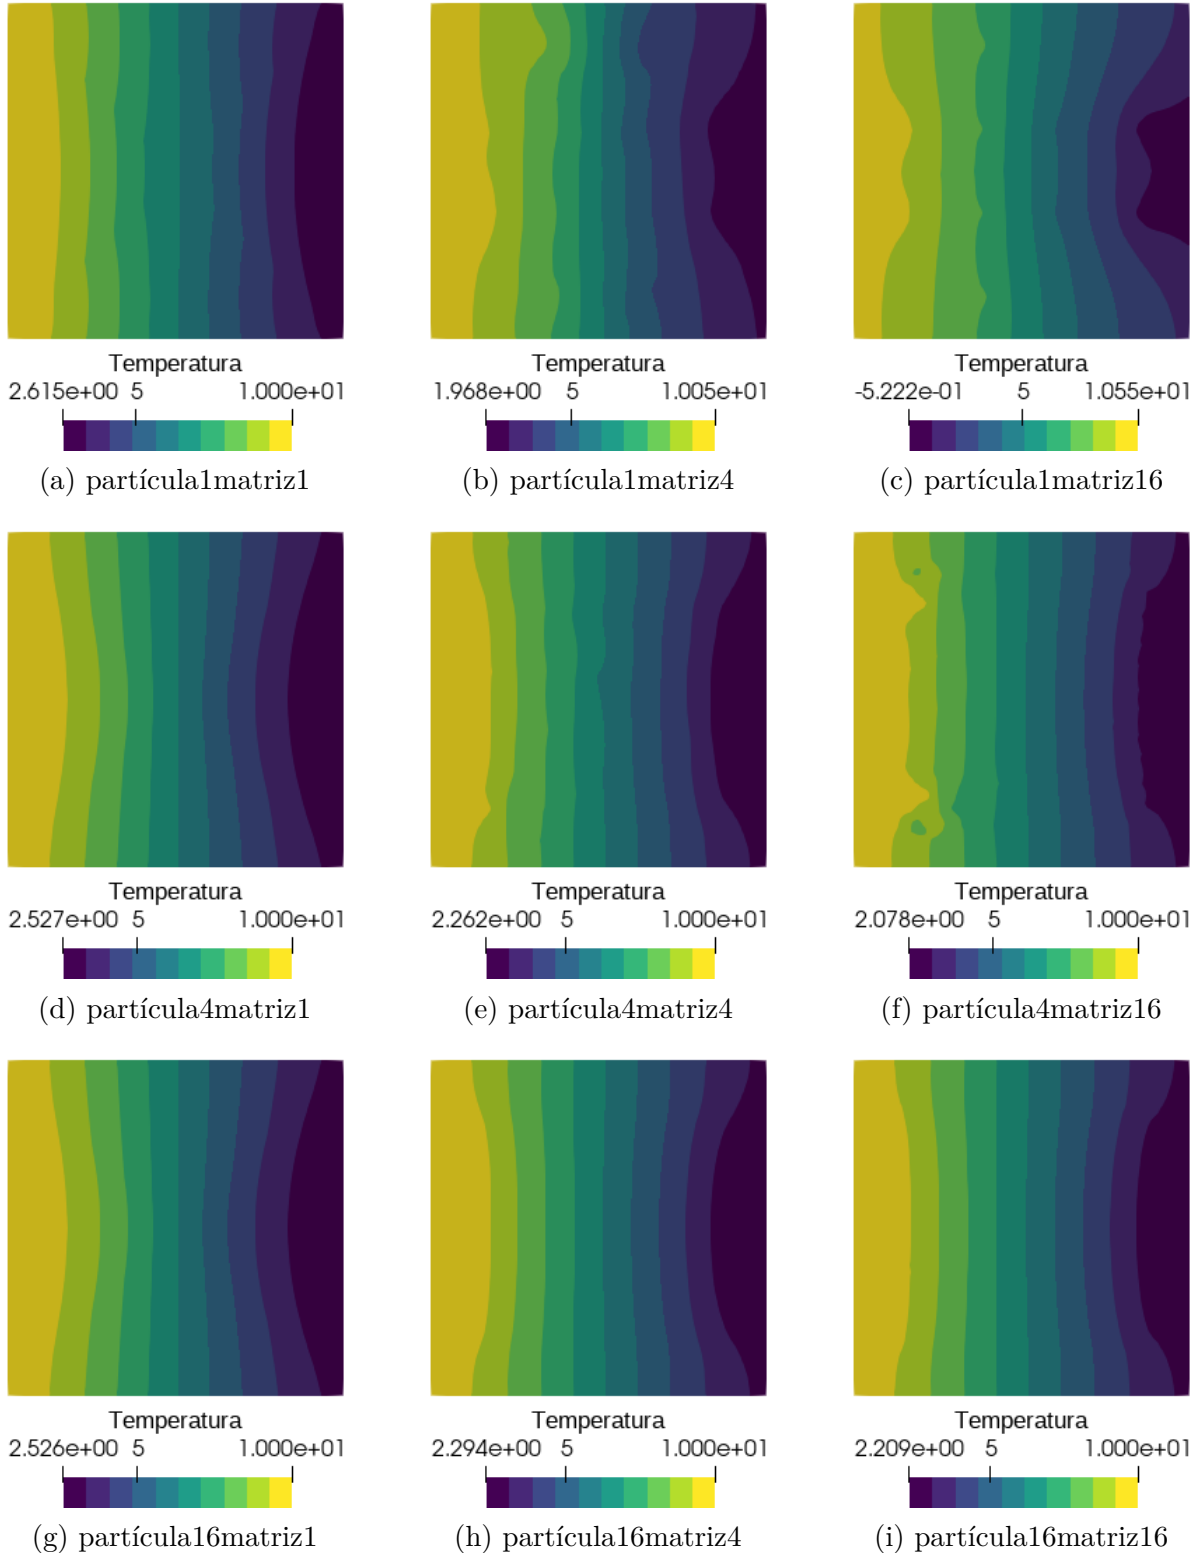 Temperatura Temperatura Temperatura
2.615e+00 5 1.000e+01 1.968e+00 5 1.005e+01 -5.222e-01 5 1.055e+01
(a) partícula1matriz1 (b) partícula1matriz4 (c) partícula1matriz16
Temperatura Temperatura Temperatura
2.527e+00 5 1.000e+01 2.262e+00 5 1.000e+01 2.078e+00 5 1.000e+01
(d) partícula4matriz1 (e) partícula4matriz4 (f) partícula4matriz16
Temperatura Temperatura Temperatura
2.526e+00 5 1.000e+01 2.294e+00 5 1.000e+01 2.209e+00 5 1.000e+01
(g) partícula16matriz1 (h) partícula16matriz4 (i) partícula16matriz16